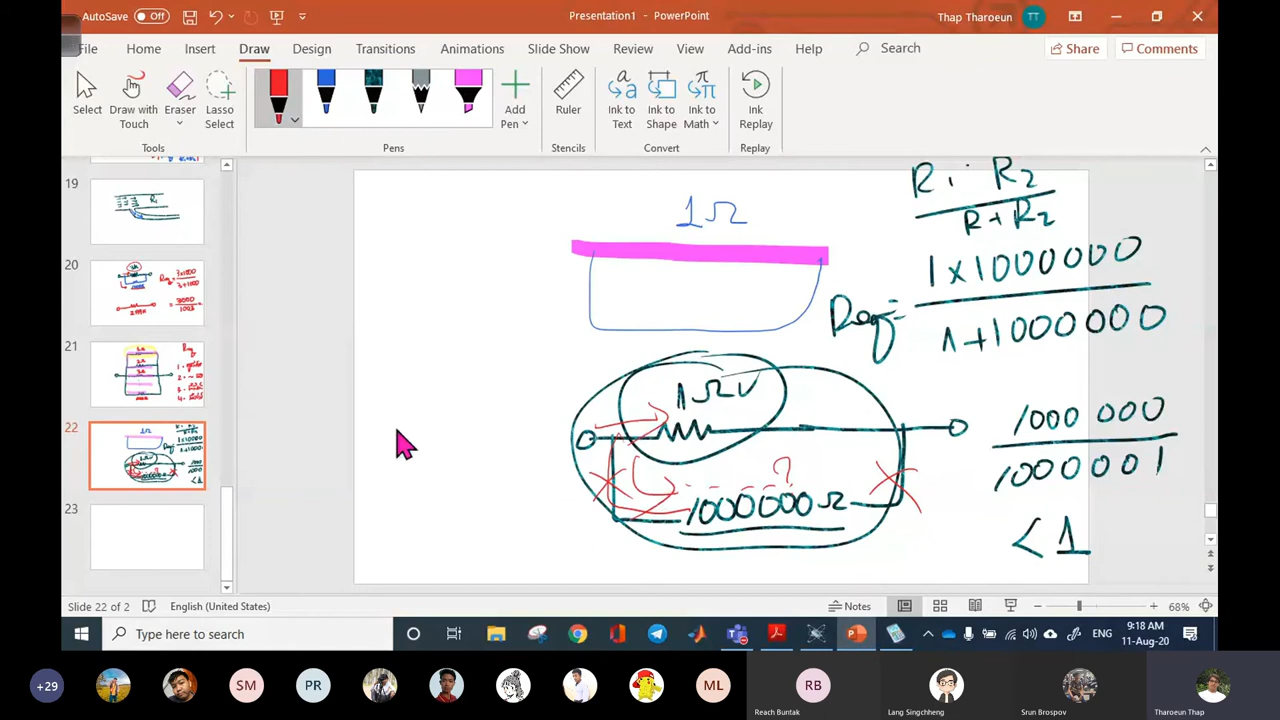 AutoSave Off
Presentation1 - PowerPoint
Thap Tharoeun TT
File Home Insert Draw Design Transitions Animations Slide Show Review View Add-ins Help Search Share Comments
Select
Draw with Touch
Eraser
Lasso Select
Add Pen
Ruler
Ink to Text
Ink to Shape
Ink to Math
Ink Replay
Tools Pens Stencils Convert Replay
19
20
21
22
23
1Ω
R1 · R2
R + R2
1x1000000
Req =
1+1000000
1ΩV
?
1000000Ω
1000 000
1000001
< 1
Slide 22 of 2 English (United States) Notes 68%
Type here to search
ENG
9:18 AM
11-Aug-20
+29 SM PR ML RB
Reach Buntak Lang Singchheng Srun Brospov Tharoeun Thap